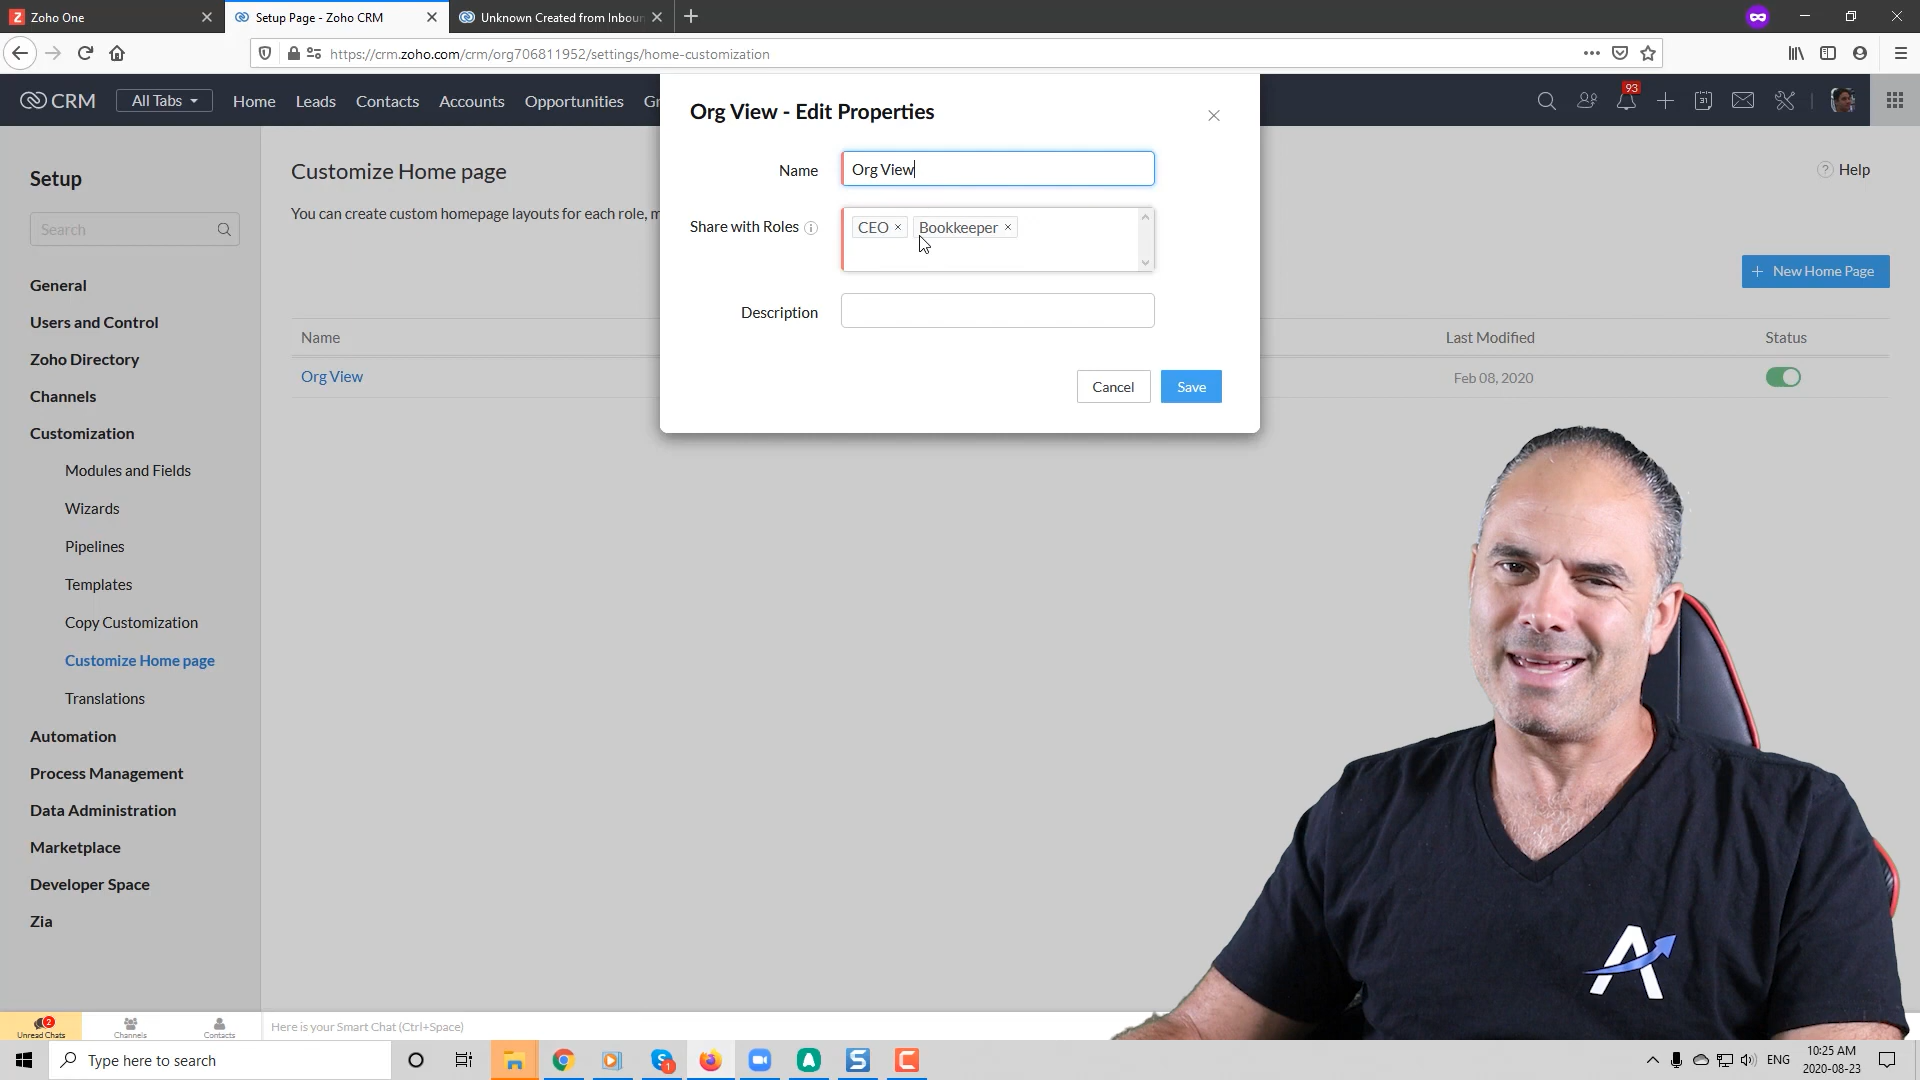 Zoho One
Setup Page - Zoho CRM
Unknown Created from Inbou
https://crm.zoho.com/crm/org706811952/settings/home-customization
CRM
All Tabs
Home
Leads
Contacts
Accounts
Opportunities
Gr
93
31
Org View - Edit Properties
Name
Org View
Share with Roles
CEO ×
Bookkeeper ×
Description
Cancel
Save
Setup
Search
General
Users and Control
Zoho Directory
Channels
Customization
Modules and Fields
Wizards
Pipelines
Templates
Copy Customization
Customize Home page
Translations
Automation
Process Management
Data Administration
Marketplace
Developer Space
Zia
Customize Home page
? Help
You can create custom homepage layouts for each role, m
+ New Home Page
Name
Last Modified
Status
Org View
Feb 08, 2020
2
Unread Chats
Channels
Contacts
Here is your Smart Chat (Ctrl+Space)
Type here to search
1
ENG
10:25 AM
2020-08-23